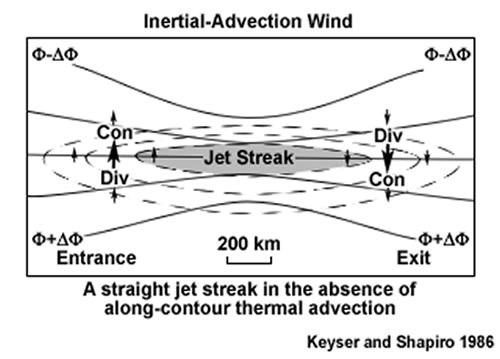 Inertial-Advection Wind
Φ-ΔΦ Φ-ΔΦ
Con Div
Jet Streak
Div Con
Φ+ΔΦ 200 km Φ+ΔΦ
Entrance Exit
A straight jet streak in the absence of
along-contour thermal advection
Keyser and Shapiro 1986